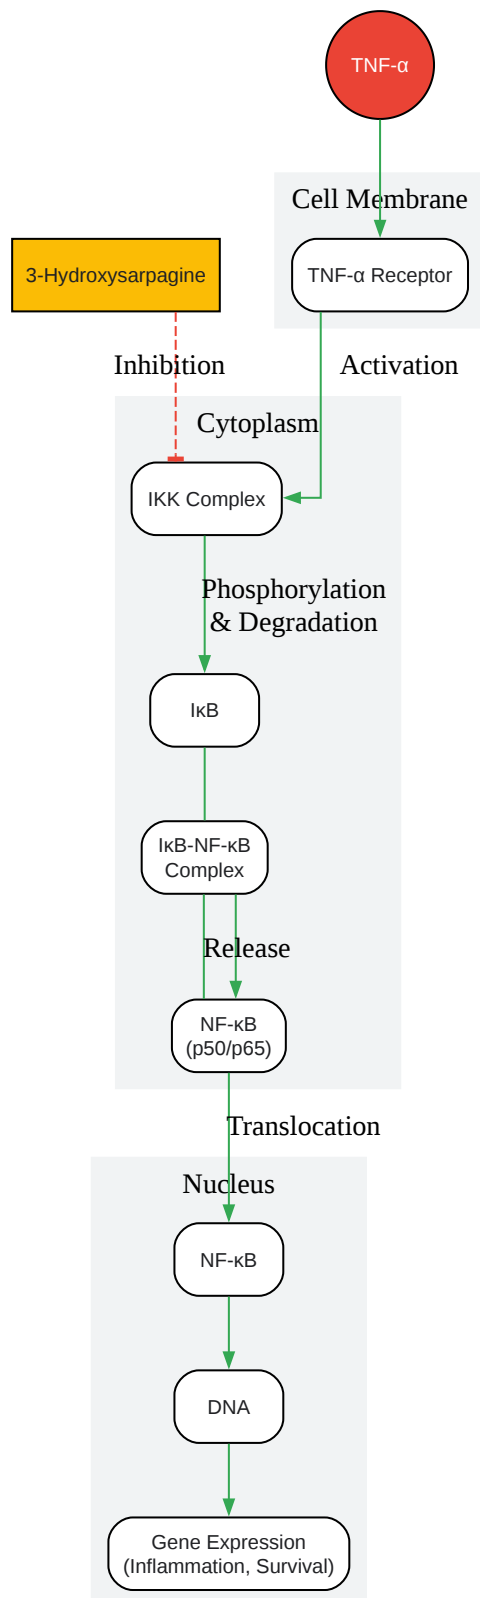 TNF-α
Cell Membrane
3-Hydroxysarpagine
TNF-α Receptor
Inhibition
Activation
Cytoplasm
IKK Complex
Phosphorylation
& Degradation
IκB
IκB-NF-κB
Complex
Release
NF-κB
(p50/p65)
Translocation
Nucleus
NF-κB
DNA
Gene Expression
(Inflammation, Survival)